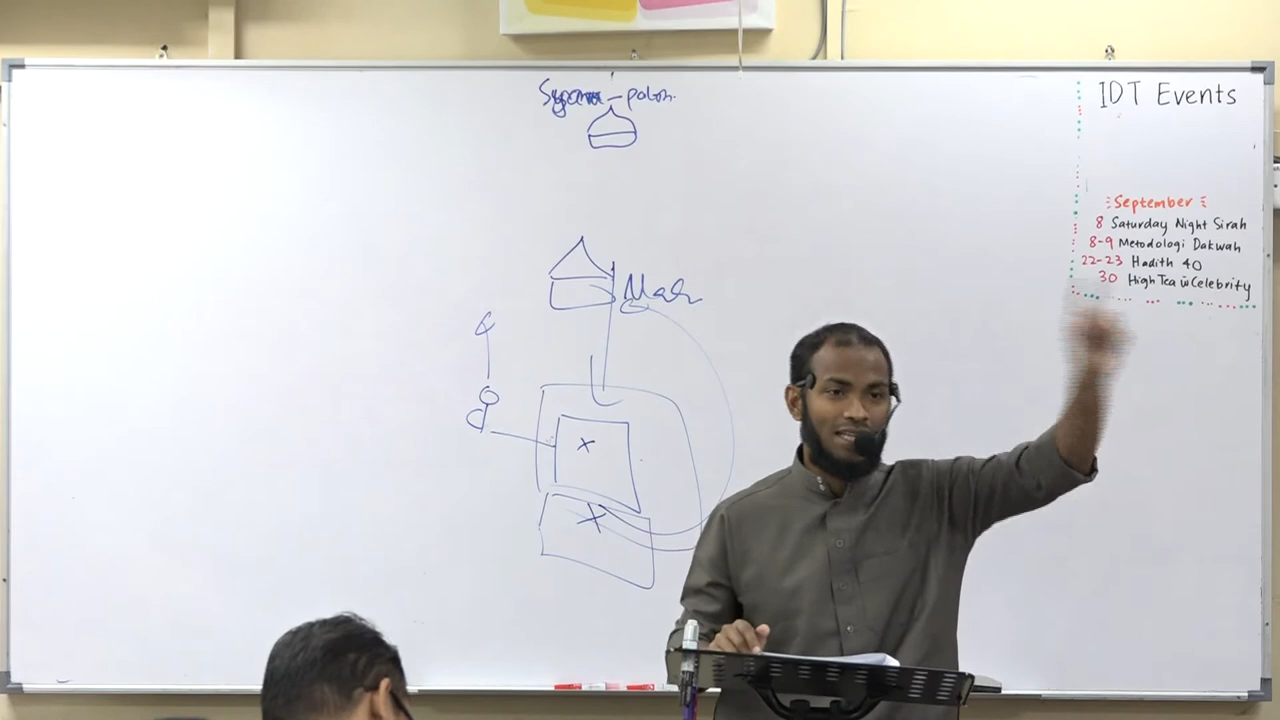 IDT Events
September
8 Saturday Night Sirah
8-9 Metodologi Dakwah
22-23 Hadith 40
30 High Tea w Celebrity